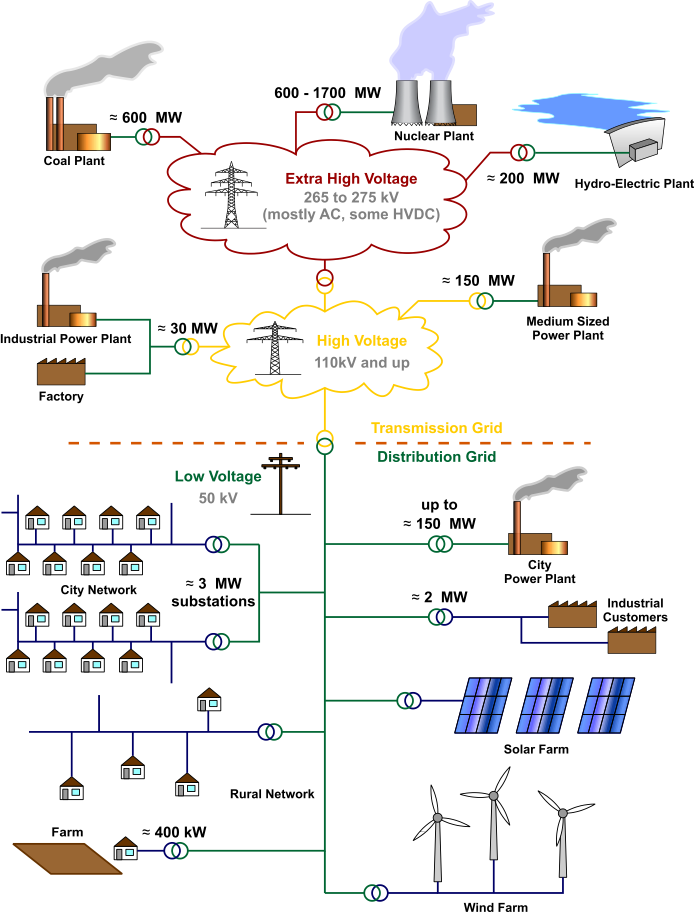 600 - 1700 MW
≈ 600 MW
Nuclear Plant
Coal Plant
Extra High Voltage
265 to 275 kV
(mostly AC, some HVDC)
≈ 200 MW
Hydro-Electric Plant
≈ 150 MW
Medium Sized
Power Plant
Industrial Power Plant
≈ 30 MW
High Voltage
110kV and up
Factory
Transmission Grid
Distribution Grid
Low Voltage
50 kV
up to
≈ 150 MW
City
Power Plant
City Network
≈ 3 MW
substations
≈ 2 MW
Industrial
Customers
Solar Farm
Rural Network
Farm
≈ 400 kW
Wind Farm